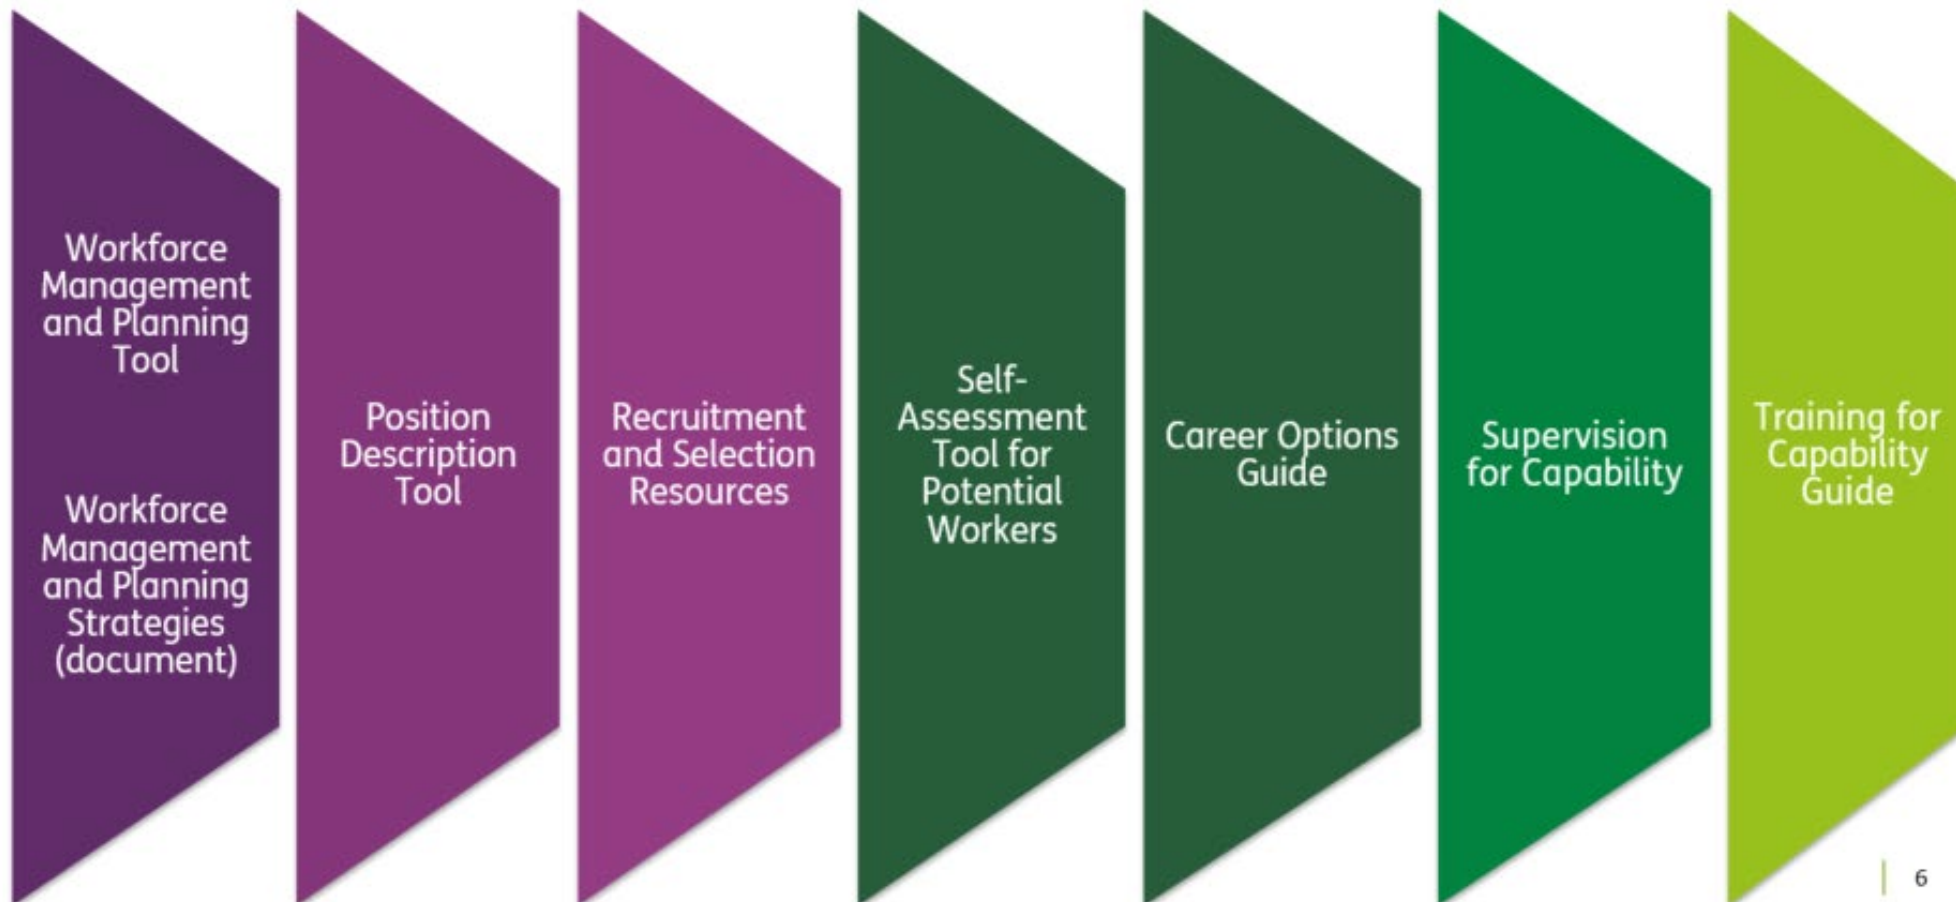 Workforce
Management
and Planning
Tool
Workforce
Management
and Planning
Strategies
(document)
Position
Description
Tool
Recruitment
and Selection
Resources
Self-
Assessment
Tool for
Potential
Workers
Career Options
Guide
Supervision
for Capability
Training for
Capability
Guide
6